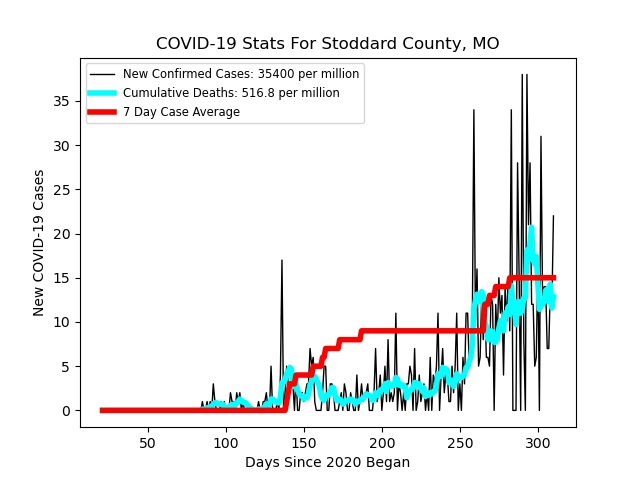 COVID-19 Stats For Stoddard County, MO
New Confirmed Cases: 35400 per million
Cumulative Deaths: 516.8 per million
7 Day Case Average
New COVID-19 Cases
35
30
25
20
15
10
5
0
50 100 150 200 250 300
Days Since 2020 Began